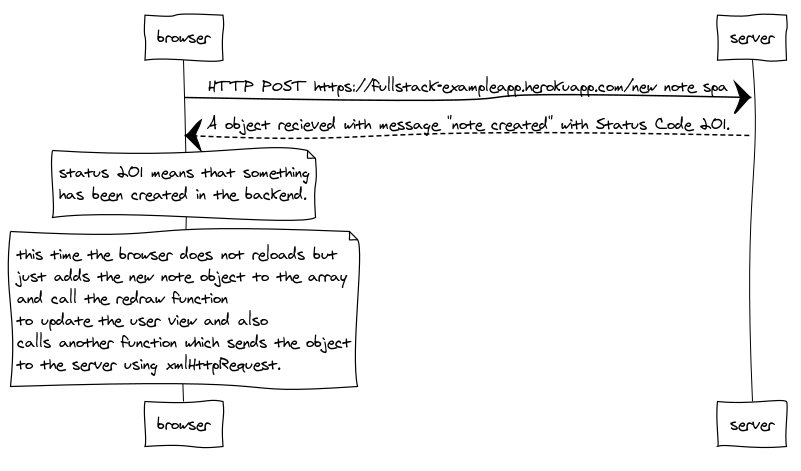 browser
server
HTTP POST https://fullstack-exampleapp.herokuapp.com/new note spa
A object recieved with message "note created" with Status Code 201.
status 201 means that something
has been created in the backend.
this time the browser does not reloads but
just adds the new note object to the array
and call the redraw function
to update the user view and also
calls another function which sends the object
to the server using xmlHttpRequest.
browser
server